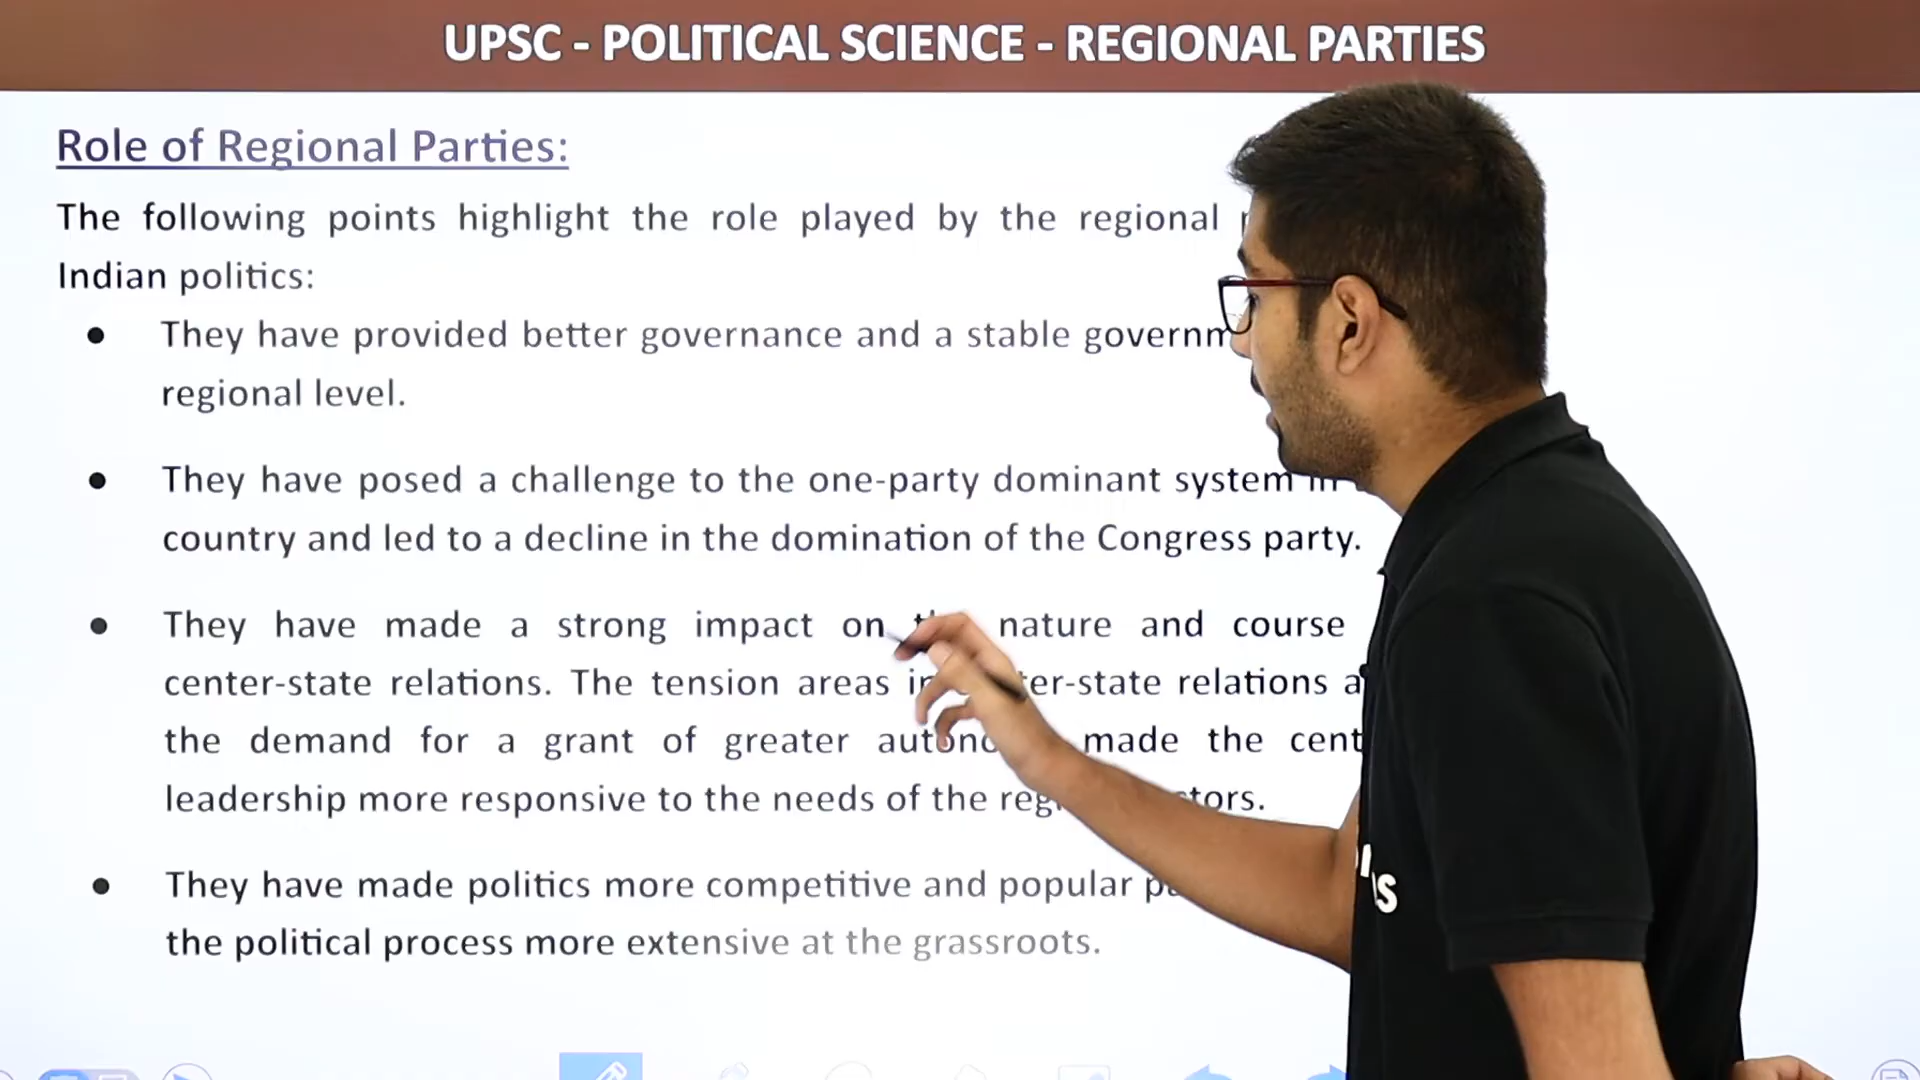 UPSC - POLITICAL SCIENCE - REGIONAL PARTIES
Role of Regional Parties:
The following points highlight the role played by the regional
Indian politics:
● They have provided better governance and a stable
regional level.
● They have posed a challenge to the one-party dominant system in
country and led to a decline in the domination of the Congress party.
● They have made a strong impact on nature and course
center-state relations. The tension areas in relations
the demand for a grant of greater made the
leadership more responsive to the needs of the
● They have made politics more competitive and popular
the political process more extensive at the grassroots.